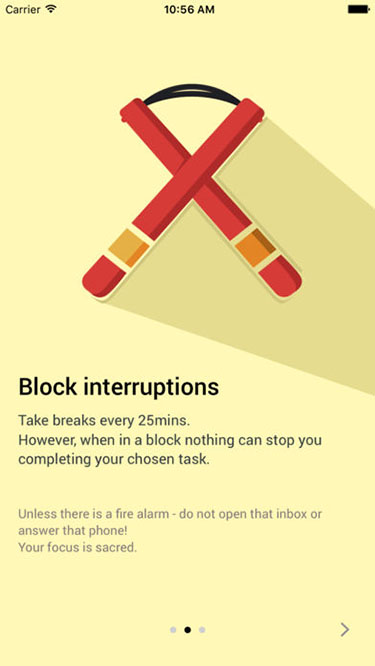 Carrier 10:56 AM
Block interruptions
Take breaks every 25mins.
However, when in a block nothing can stop you
completing your chosen task.
Unless there is a fire alarm - do not open that inbox or
answer that phone!
Your focus is sacred.